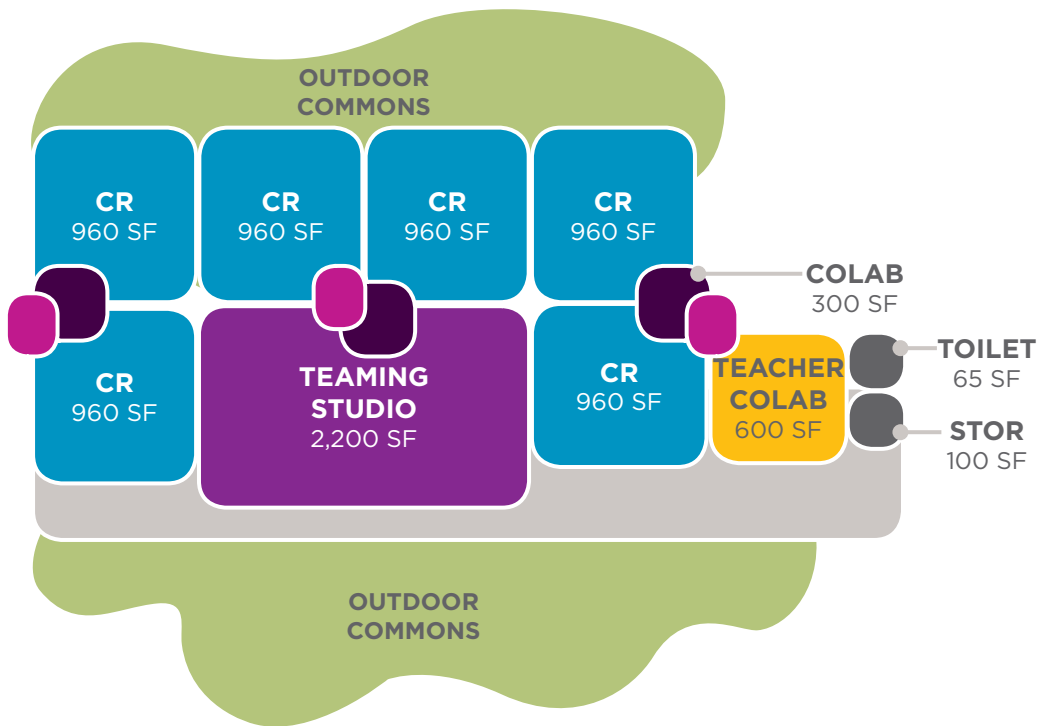 OUTDOOR
COMMONS
CR
960 SF
CR
960 SF
CR
960 SF
CR
960 SF
COLAB
300 SF
CR
960 SF
TEAMING
STUDIO
2,200 SF
CR
960 SF
TEACHER
COLAB
600 SF
TOILET
65 SF
STOR
100 SF
OUTDOOR
COMMONS